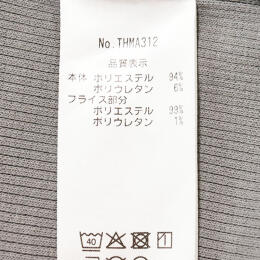 No.THMA312
品質表示
本体 ポリエステル 94%
ポリウレタン 6%
フライス部分
ポリエステル 99%
ポリウレタン 1%
40